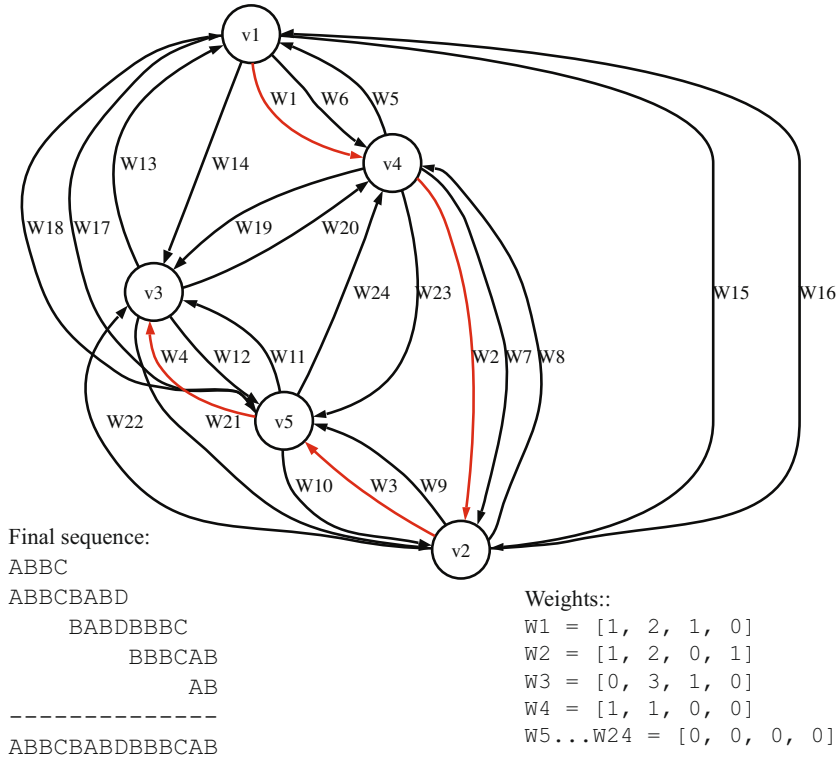 v1
W1
W6
W5
v4
W13
W14
W18
W17
W19
W20
v3
W24
W23
W15
W16
W4
W12
W11
W2
W7
W8
W22
W21
v5
W10
W3
W9
v2
Final sequence:
ABBC
ABBCBABD
BABDBBBC
BBBCAB
AB
---------------
ABBCBABDBBBCAB
Weights::
W1 = [1, 2, 1, 0]
W2 = [1, 2, 0, 1]
W3 = [0, 3, 1, 0]
W4 = [1, 1, 0, 0]
W5...W24 = [0, 0, 0, 0]